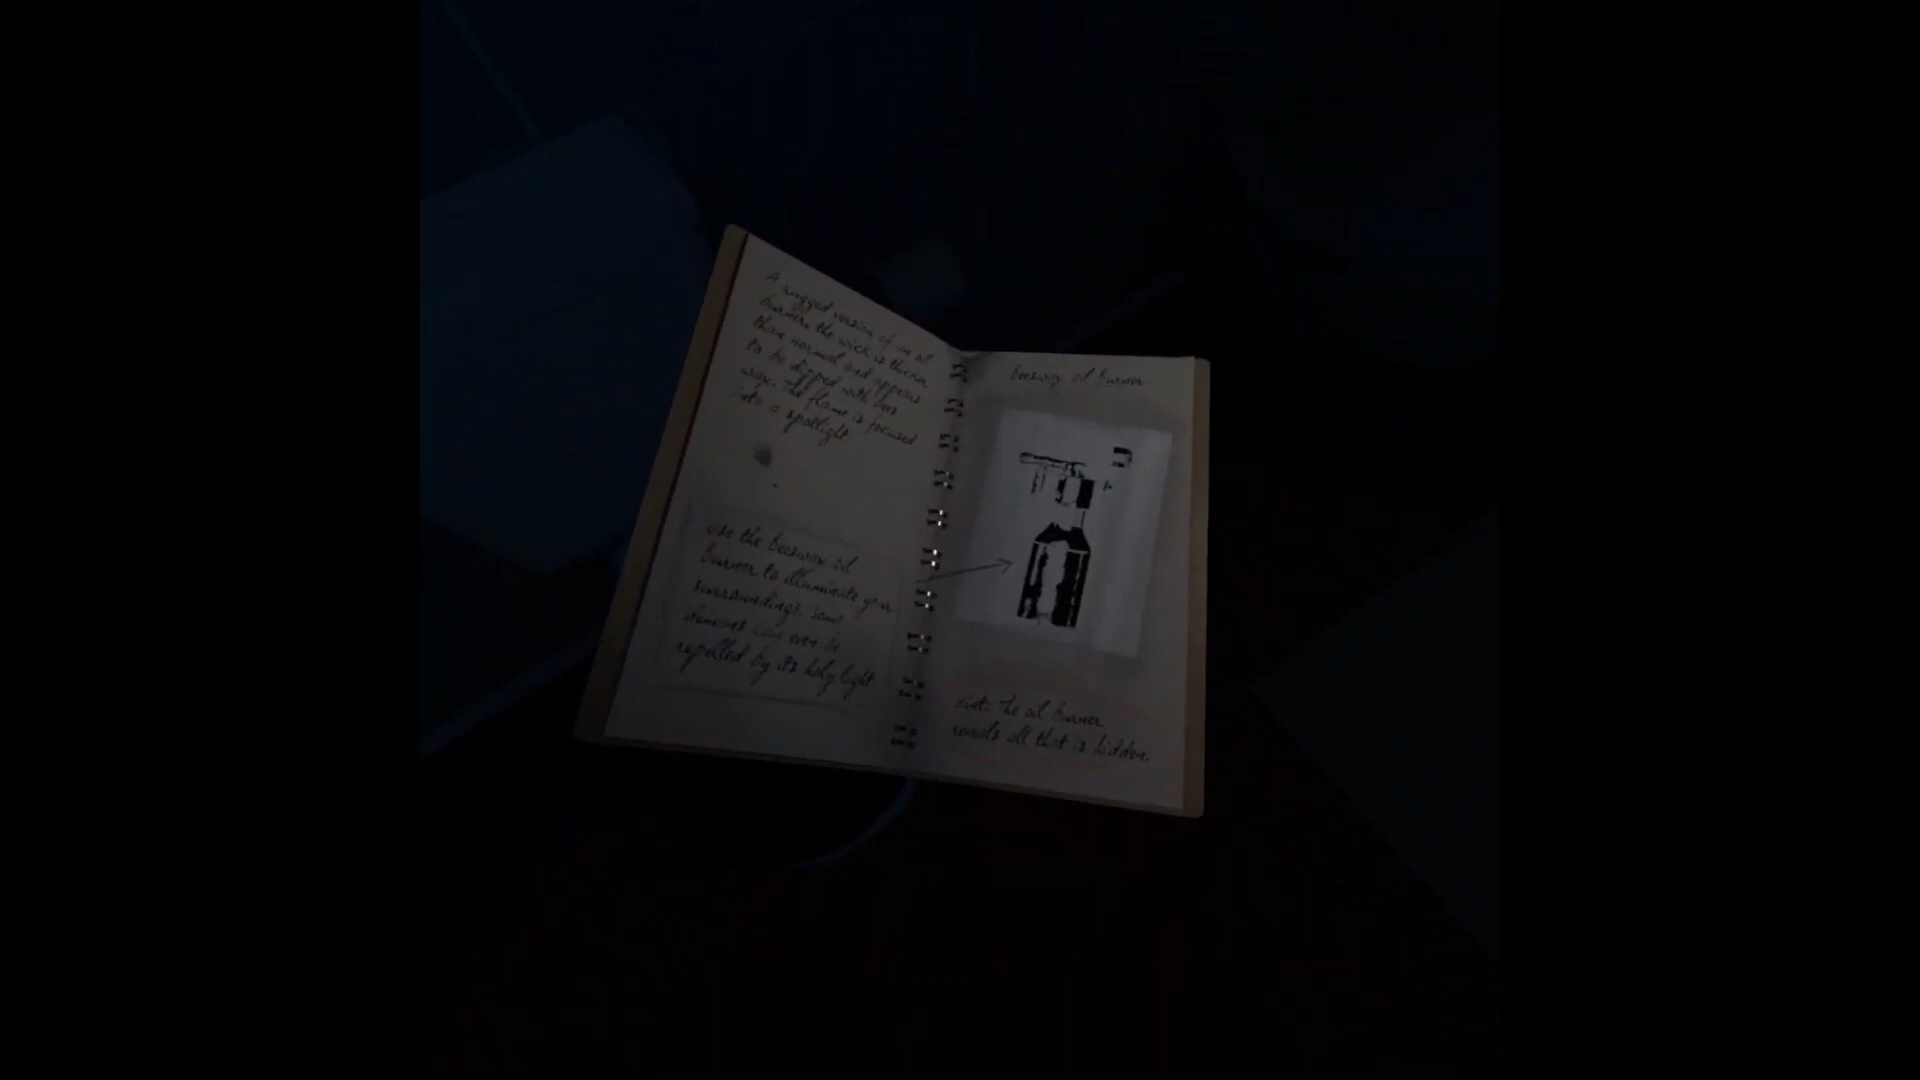 A rugged version of an oil
burner. the wick is thicker
than normal and appears
to be dipped with bees
wax. The flame is focused
into a spotlight
use the beeswax oil
burner to illuminate your
surroundings. some
demons can even be
repelled by its holy light
beeswax oil burner
Hint: The oil burner
reveals all that is hidden